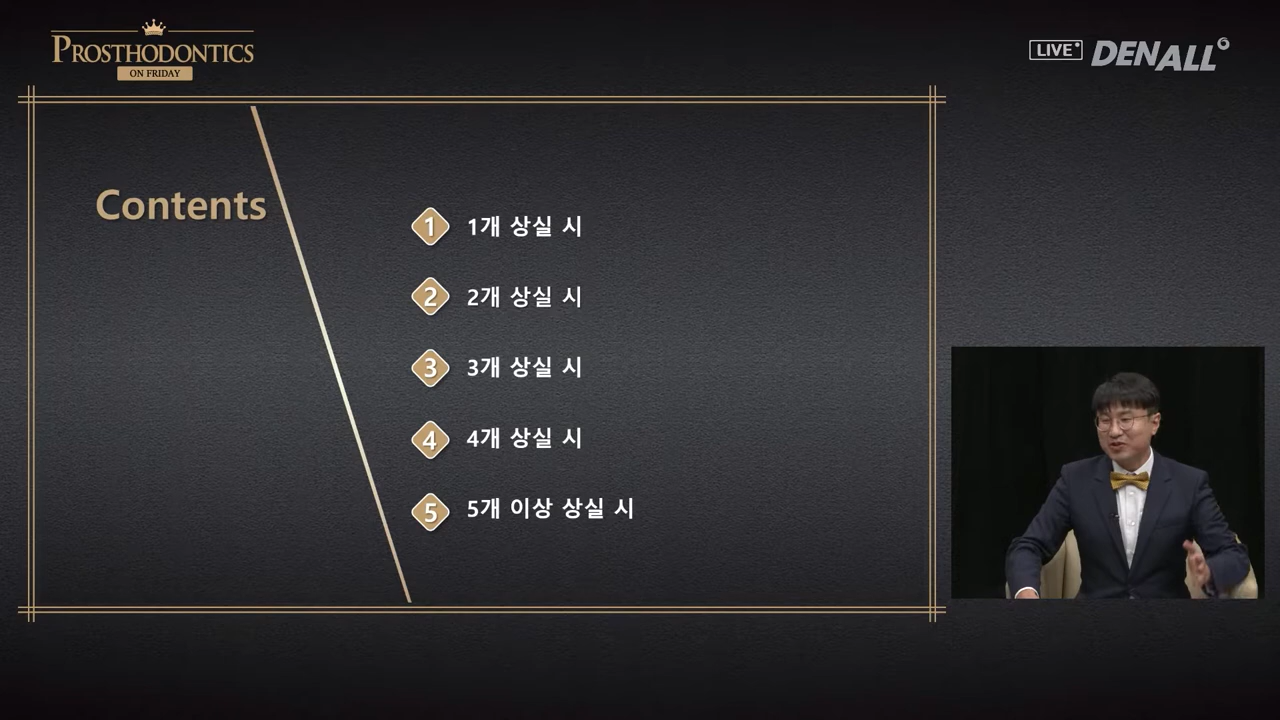 PROSTHODONTICS
ON FRIDAY
LIVE
DENALL
Contents
1 1개 상실 시
2 2개 상실 시
3 3개 상실 시
4 4개 상실 시
5 5개 이상 상실 시